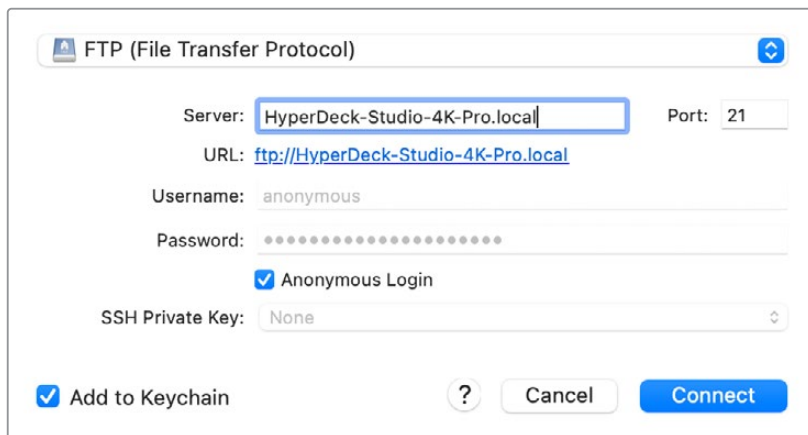 FTP (File Transfer Protocol)
Server: HyperDeck-Studio-4K-Pro.local Port: 21
URL: ftp://HyperDeck-Studio-4K-Pro.local
Username: anonymous
Password: ●●●●●●●●●●●●●●●●●●●●●
Anonymous Login
SSH Private Key: None
Add to Keychain ? Cancel Connect